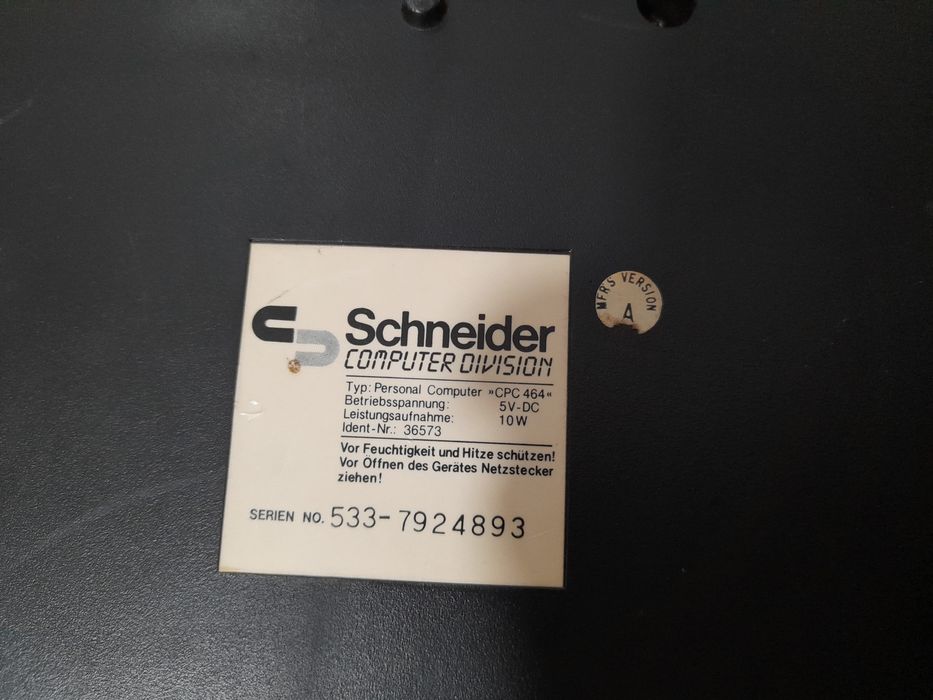 Schneider
COMPUTER DIVISION
Typ: Personal Computer »CPC 464«
Betriebsspannung: 5V-DC
Leistungsaufnahme: 10W
Ident-Nr.: 36573
Vor Feuchtigkeit und Hitze schützen!
Vor Öffnen des Gerätes Netzstecker
ziehen!
SERIEN NO. 533-7924893
MFR'S VERSION
A